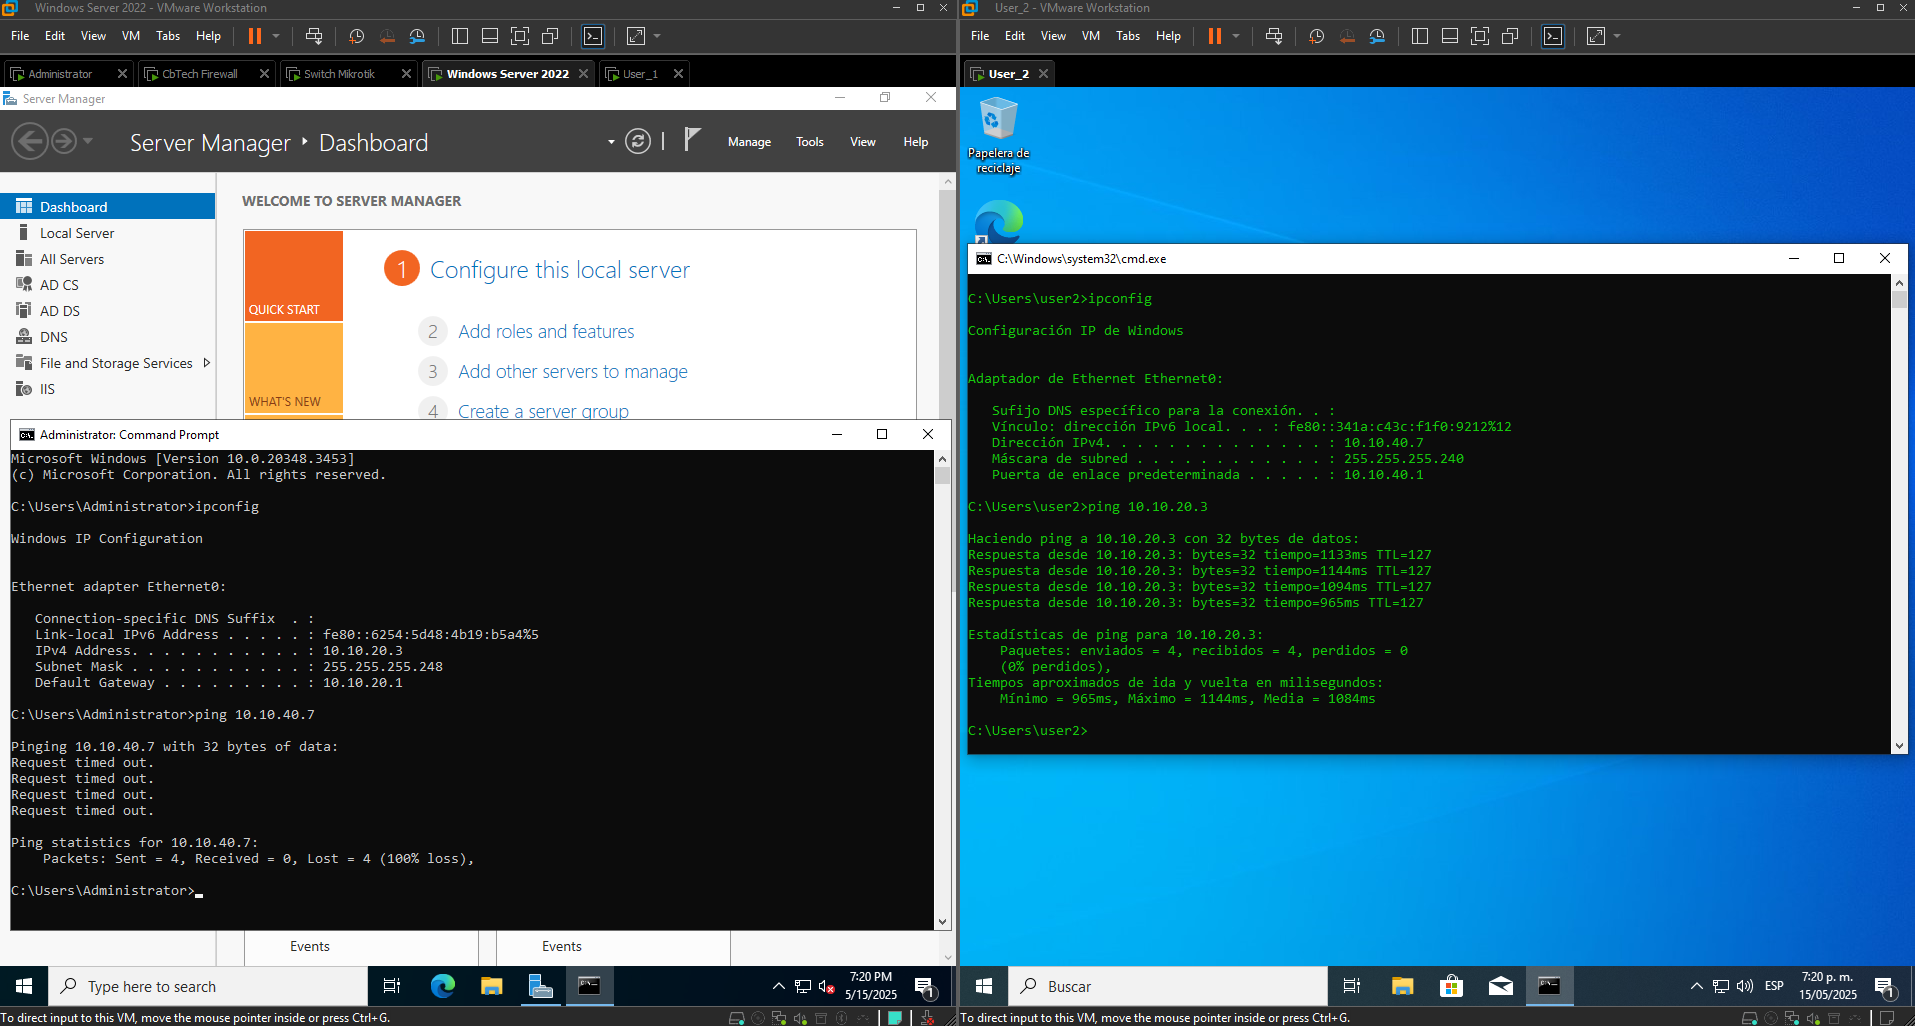 Windows Server 2022 - VMware Workstation
File Edit View VM Tabs Help
Administrator
CbTech Firewall
Switch Mikrotik
Windows Server 2022
User_1
Server Manager
Server Manager Dashboard
Manage Tools View Help
Dashboard
Local Server
All Servers
AD CS
AD DS
DNS
File and Storage Services
IIS
WELCOME TO SERVER MANAGER
QUICK START
WHAT'S NEW
1 Configure this local server
2 Add roles and features
3 Add other servers to manage
4 Create a server group
Administrator: Command Prompt
Microsoft Windows [Version 10.0.20348.3453]
(c) Microsoft Corporation. All rights reserved.
C:\Users\Administrator>ipconfig
Windows IP Configuration
Ethernet adapter Ethernet0:
Connection-specific DNS Suffix  . :
Link-local IPv6 Address . . . . . : fe80::6254:5d48:4b19:b5a4%5
IPv4 Address. . . . . . . . . . . : 10.10.20.3
Subnet Mask . . . . . . . . . . . : 255.255.255.248
Default Gateway . . . . . . . . . : 10.10.20.1
C:\Users\Administrator>ping 10.10.40.7
Pinging 10.10.40.7 with 32 bytes of data:
Request timed out.
Request timed out.
Request timed out.
Request timed out.
Ping statistics for 10.10.40.7:
Packets: Sent = 4, Received = 0, Lost = 4 (100% loss),
C:\Users\Administrator>
Events
Events
Type here to search
7:20 PM
5/15/2025
1
To direct input to this VM, move the mouse pointer inside or press Ctrl+G.
User_2 - VMware Workstation
File Edit View VM Tabs Help
User_2
Papelera de
reciclaje
C:\Windows\system32\cmd.exe
C:\Users\user2>ipconfig
Configuración IP de Windows
Adaptador de Ethernet Ethernet0:
Sufijo DNS específico para la conexión. . :
Vínculo: dirección IPv6 local. . . : fe80::341a:c43c:f1f0:9212%12
Dirección IPv4. . . . . . . . . . . . . . : 10.10.40.7
Máscara de subred . . . . . . . . . . . . : 255.255.255.240
Puerta de enlace predeterminada . . . . . : 10.10.40.1
C:\Users\user2>ping 10.10.20.3
Haciendo ping a 10.10.20.3 con 32 bytes de datos:
Respuesta desde 10.10.20.3: bytes=32 tiempo=1133ms TTL=127
Respuesta desde 10.10.20.3: bytes=32 tiempo=1144ms TTL=127
Respuesta desde 10.10.20.3: bytes=32 tiempo=1094ms TTL=127
Respuesta desde 10.10.20.3: bytes=32 tiempo=965ms TTL=127
Estadísticas de ping para 10.10.20.3:
Paquetes: enviados = 4, recibidos = 4, perdidos = 0
(0% perdidos),
Tiempos aproximados de ida y vuelta en milisegundos:
Mínimo = 965ms, Máximo = 1144ms, Media = 1084ms
C:\Users\user2>
Buscar
ESP
7:20 p. m.
15/05/2025
1
To direct input to this VM, move the mouse pointer inside or press Ctrl+G.